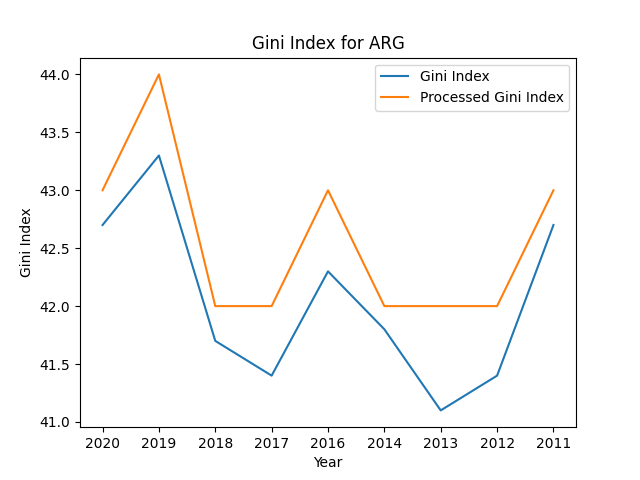 Gini Index for ARG
Gini Index
Processed Gini Index
44.0
43.5
43.0
42.5
42.0
41.5
41.0
Gini Index
2020 2019 2018 2017 2016 2014 2013 2012 2011
Year